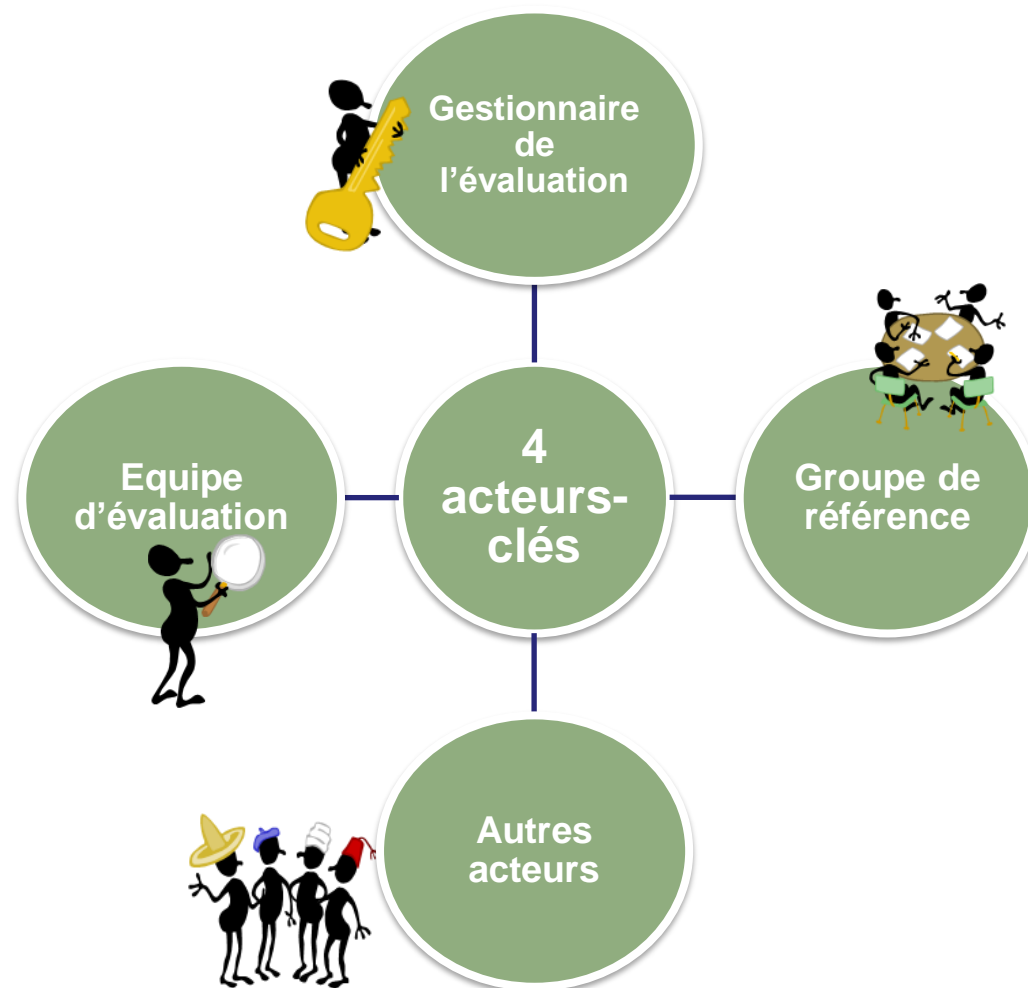 Gestionnaire
de
l’évaluation
Equipe
d’évaluation
4
acteurs-
clés
Groupe de
référence
Autres
acteurs